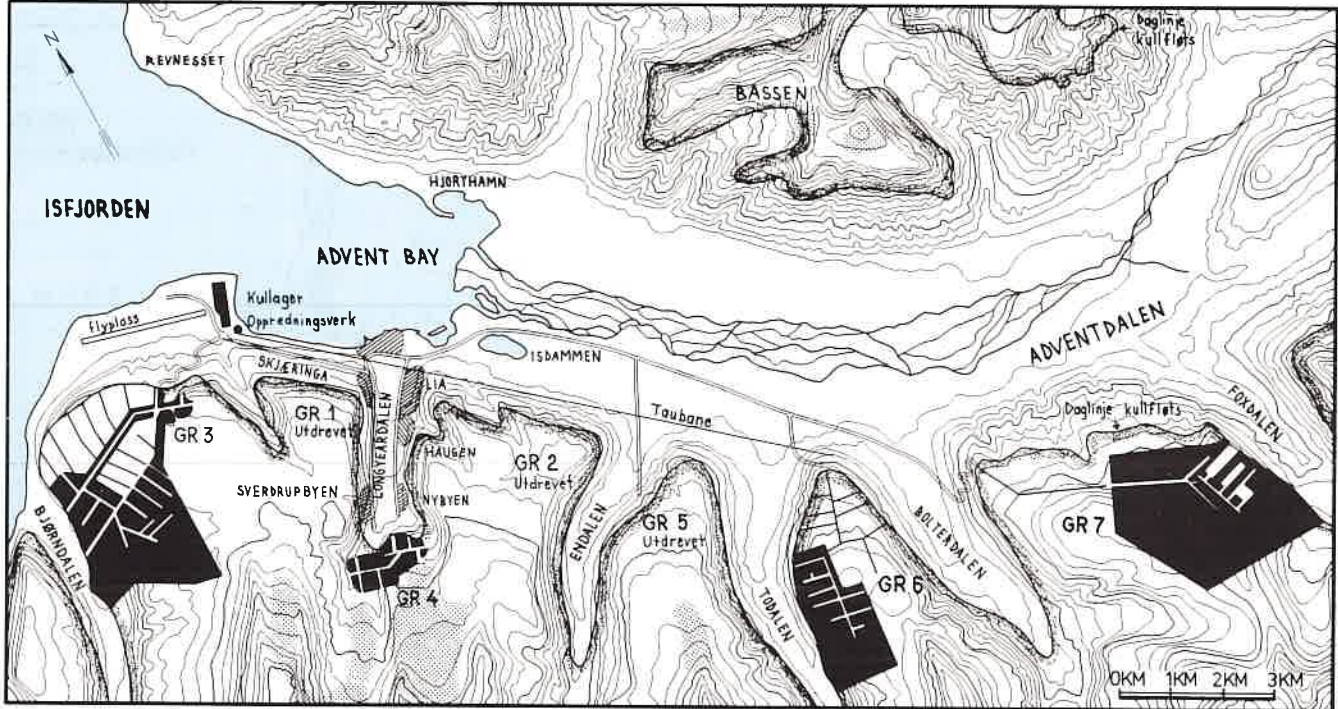 N
REVNESSET
Daglinje
kullfløts
BASSEN
HJORTHAMN
ISFJORDEN
ADVENT BAY
Kullager
Oppredningsverk
Flyplass
SKJÆRINGA
ISDAMMEN
ADVENTDALEN
LIA
Taubane
FOXDALEN
Daglinje kullfløts
GR 3
GR 1
Utdrevet
LONGYEARDALEN
HAUGEN
GR 2
Utdrevet
SVERDRUPBYEN
NYBYEN
BJØRNDALEN
ENDALEN
GR 5
Utdrevet
BOLTERDALEN
GR 7
GR 4
TODALEN
GR 6
0KM 1KM 2KM 3KM